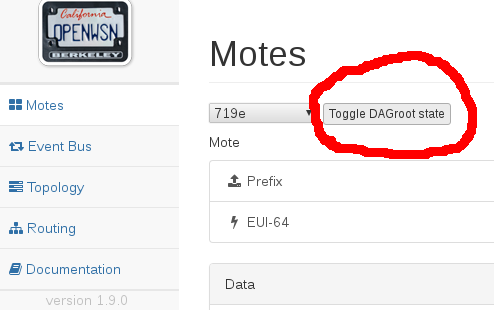 California
OPENWSN
BERKELEY
Motes
Event Bus
Topology
Routing
Documentation
version 1.9.0
Motes
719e
Toggle DAGroot state
Mote
Prefix
EUI-64
Data